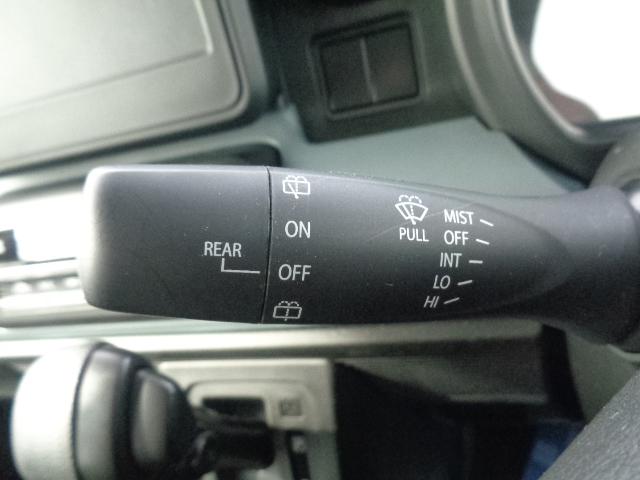 REAR
ON
OFF
PULL
MIST
OFF
INT
LO
HI